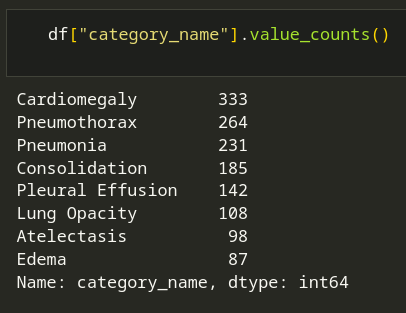 df["category_name"].value_counts()
Cardiomegaly 333
Pneumothorax 264
Pneumonia 231
Consolidation 185
Pleural Effusion 142
Lung Opacity 108
Atelectasis 98
Edema 87
Name: category_name, dtype: int64